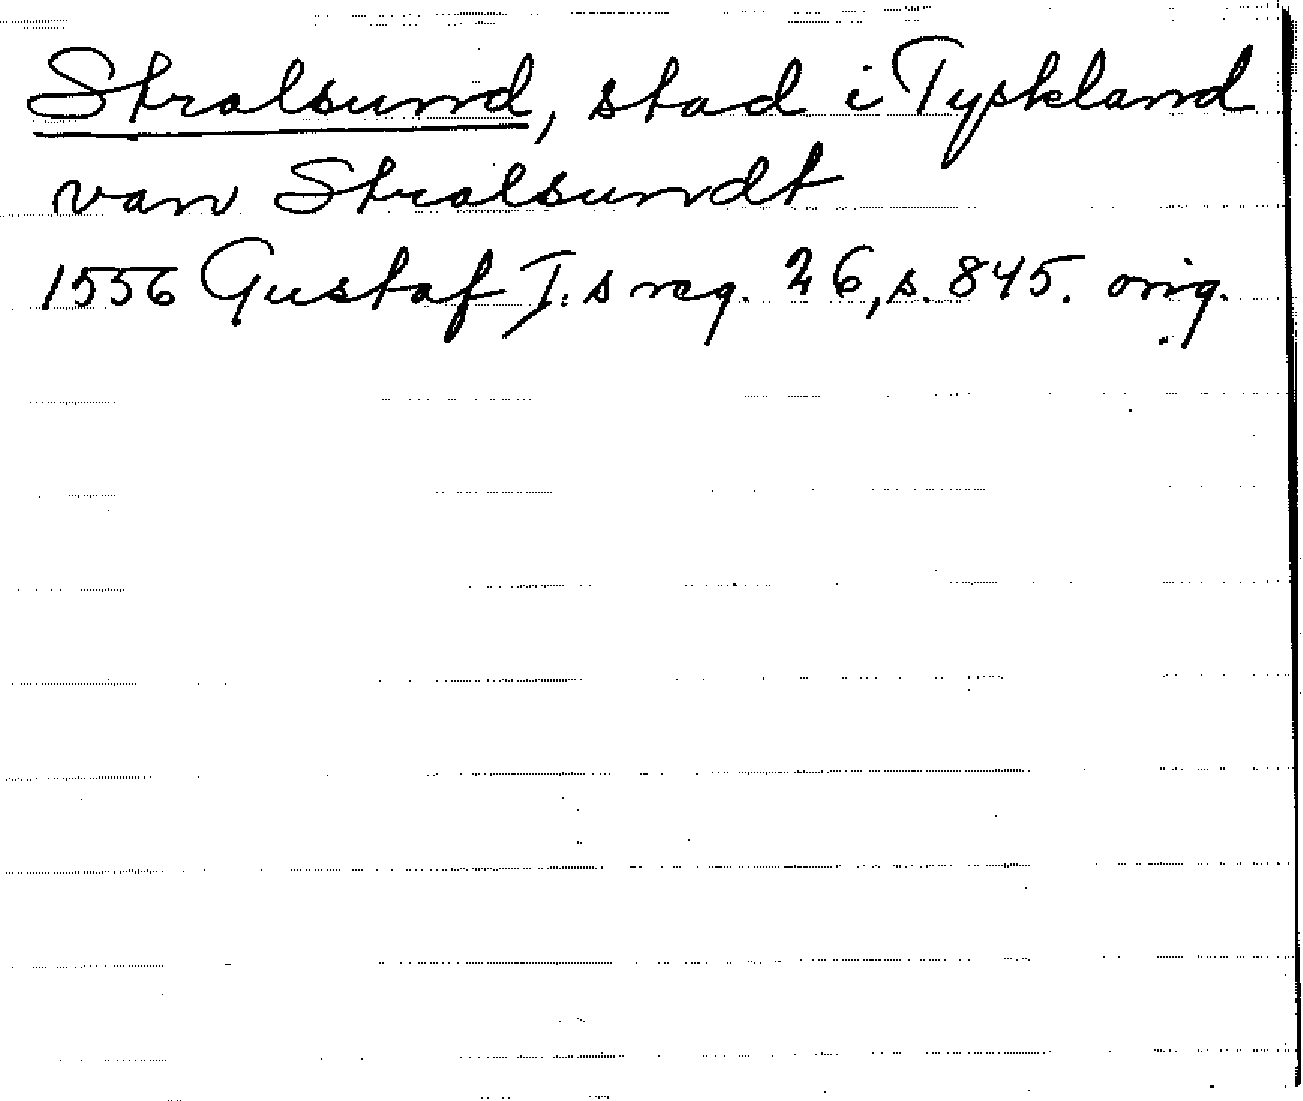 Stralsund, stad i Tyskland
van Stralsundt
1556 Gustaf I:s reg. 26, s. 845. orig.